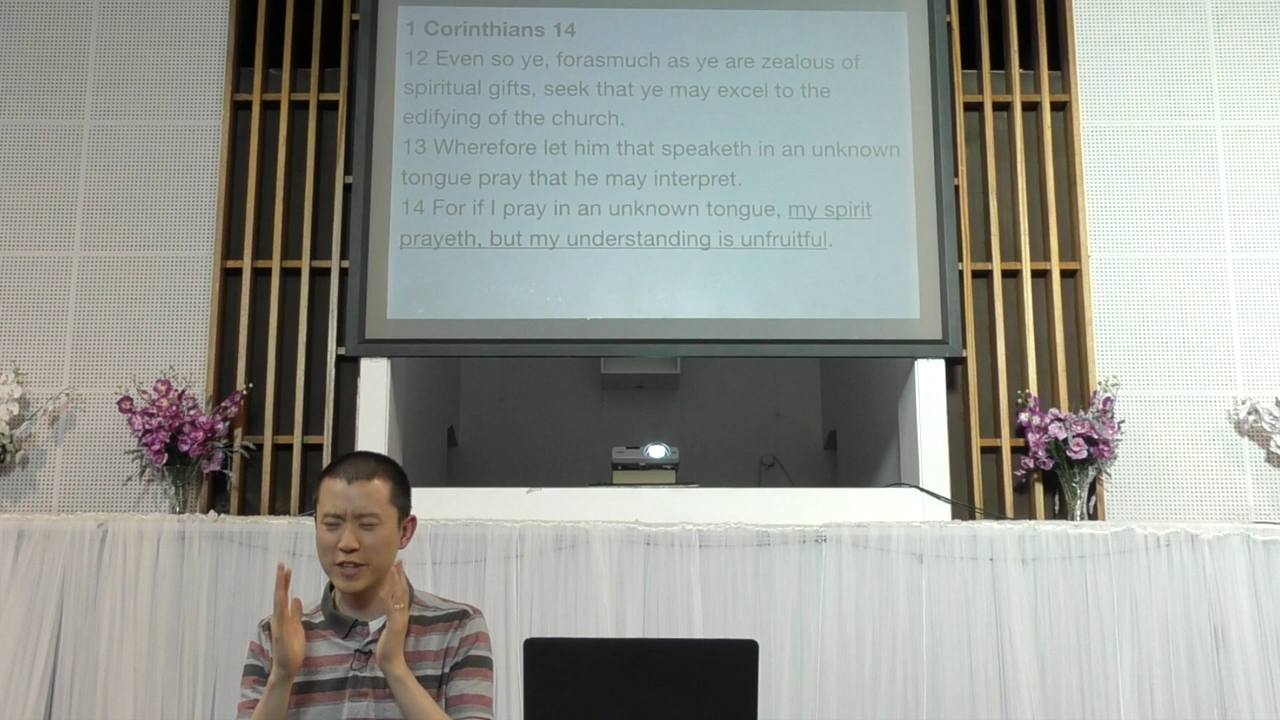 1 Corinthians 14
12 Even so ye, forasmuch as ye are zealous of
spiritual gifts, seek that ye may excel to the
edifying of the church.
13 Wherefore let him that speaketh in an unknown
tongue pray that he may interpret.
14 For if I pray in an unknown tongue, my spirit
prayeth, but my understanding is unfruitful.